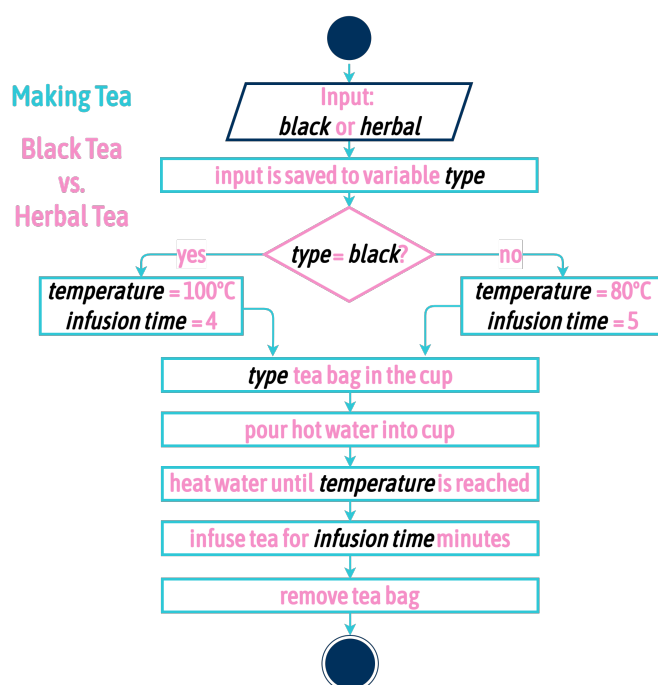 Making Tea
Black Tea
vs.
Herbal Tea
Input:
black or herbal
input is saved to variable type
type = black?
yes
no
temperature = 100°C
infusion time = 4
temperature = 80°C
infusion time = 5
type tea bag in the cup
pour hot water into cup
heat water until temperature is reached
infuse tea for infusion time minutes
remove tea bag